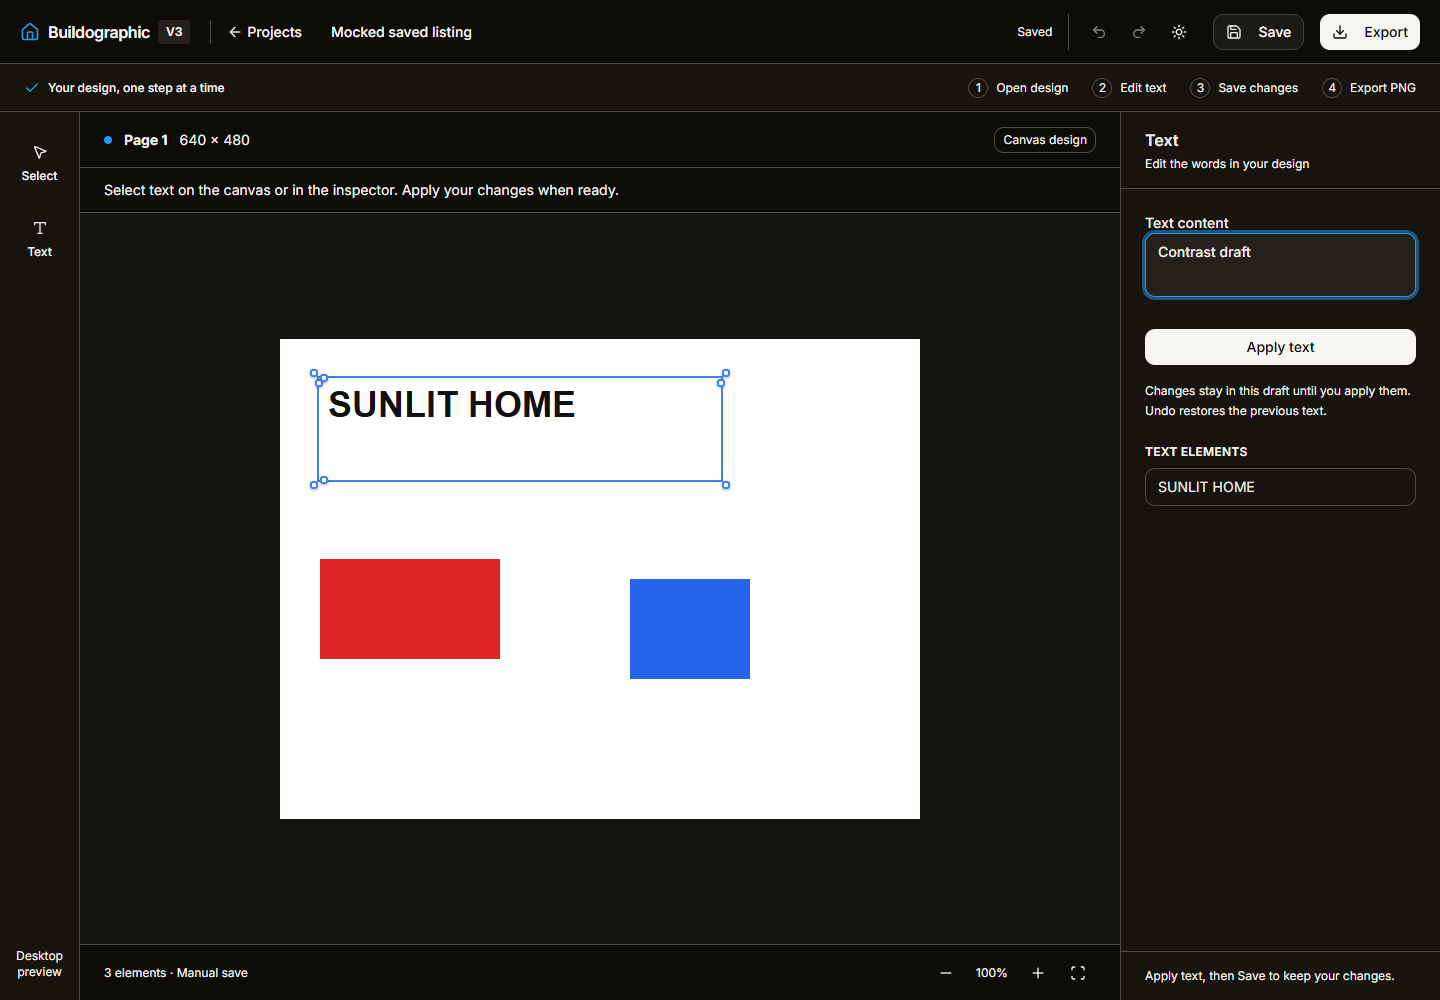 Buildographic V3 Projects Mocked saved listing Saved Save Export
Your design, one step at a time 1 Open design 2 Edit text 3 Save changes 4 Export PNG
Select
Text
Desktop
preview
Page 1 640 × 480 Canvas design
Select text on the canvas or in the inspector. Apply your changes when ready.
SUNLIT HOME
3 elements · Manual save 100%
Text
Edit the words in your design
Text content
Contrast draft
Apply text
Changes stay in this draft until you apply them.
Undo restores the previous text.
TEXT ELEMENTS
SUNLIT HOME
Apply text, then Save to keep your changes.